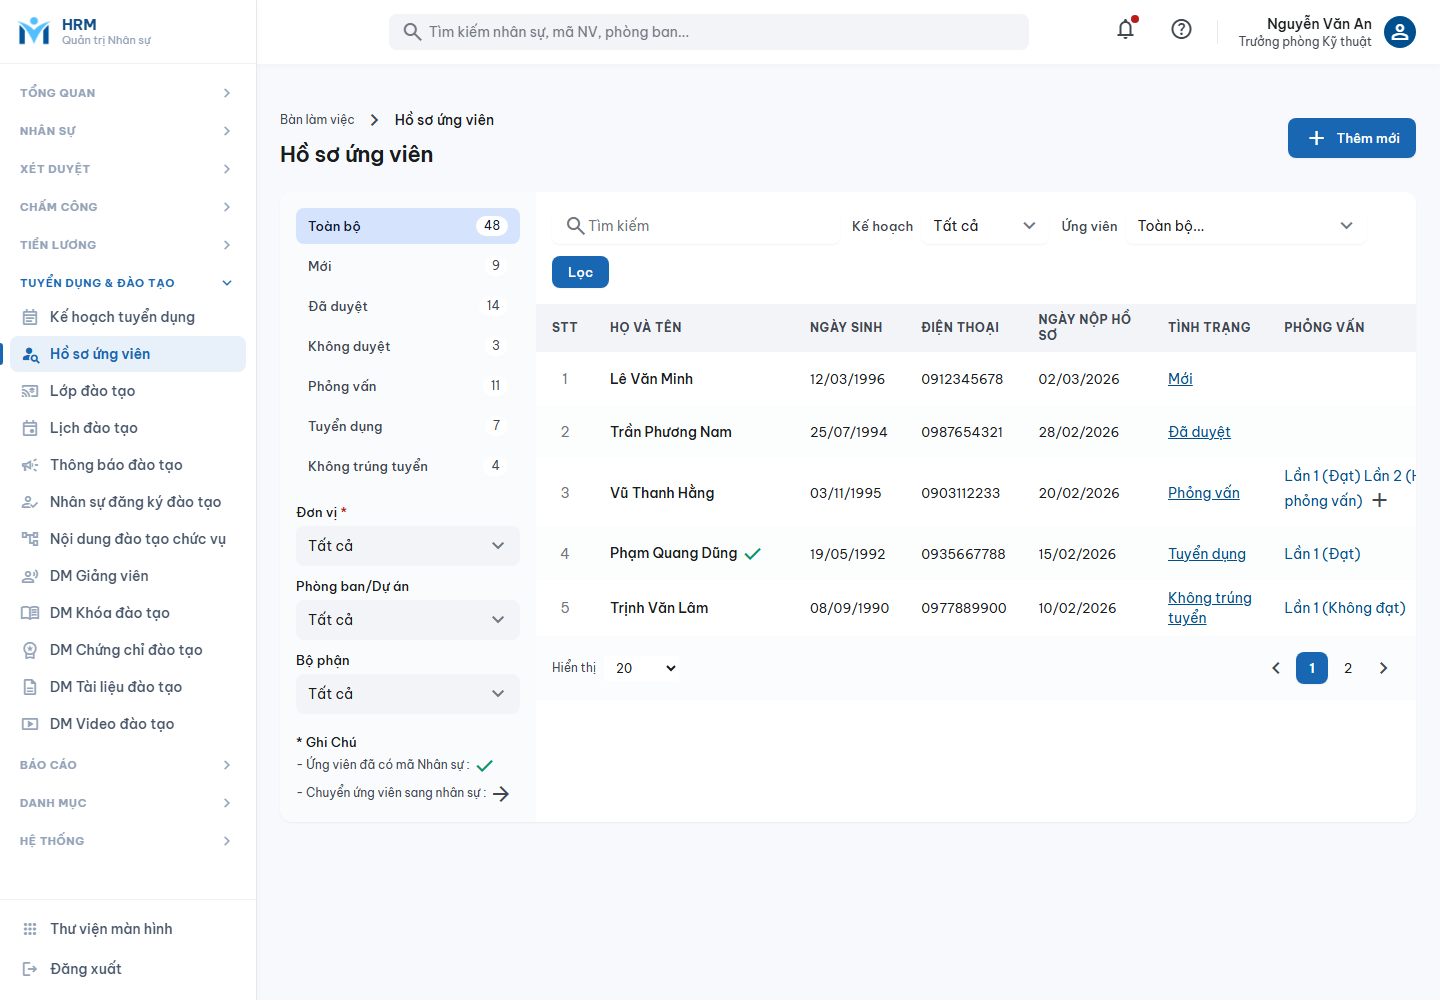 HRM
Quản trị Nhân sự
Tìm kiếm nhân sự, mã NV, phòng ban...
Nguyễn Văn An
Trưởng phòng Kỹ thuật
TỔNG QUAN
NHÂN SỰ
XÉT DUYỆT
CHẤM CÔNG
TIỀN LƯƠNG
TUYỂN DỤNG & ĐÀO TẠO
Kế hoạch tuyển dụng
Hồ sơ ứng viên
Lớp đào tạo
Lịch đào tạo
Thông báo đào tạo
Nhân sự đăng ký đào tạo
Nội dung đào tạo chức vụ
DM Giảng viên
DM Khóa đào tạo
DM Chứng chỉ đào tạo
DM Tài liệu đào tạo
DM Video đào tạo
BÁO CÁO
DANH MỤC
HỆ THỐNG
Thư viện màn hình
Đăng xuất
Bàn làm việc
Hồ sơ ứng viên
Hồ sơ ứng viên
Thêm mới
Toàn bộ 48
Mới 9
Đã duyệt 14
Không duyệt 3
Phỏng vấn 11
Tuyển dụng 7
Không trúng tuyển 4
Đơn vị *
Tất cả
Phòng ban/Dự án
Tất cả
Bộ phận
Tất cả
* Ghi Chú
- Ứng viên đã có mã Nhân sự :
- Chuyển ứng viên sang nhân sự :
Tìm kiếm
Kế hoạch Tất cả
Ứng viên Toàn bộ...
Lọc
STT HỌ VÀ TÊN NGÀY SINH ĐIỆN THOẠI NGÀY NỘP HỒ SƠ TÌNH TRẠNG PHỎNG VẤN
1 Lê Văn Minh 12/03/1996 0912345678 02/03/2026 Mới
2 Trần Phương Nam 25/07/1994 0987654321 28/02/2026 Đã duyệt
3 Vũ Thanh Hằng 03/11/1995 0903112233 20/02/2026 Phỏng vấn Lần 1 (Đạt) Lần 2 (
phỏng vấn)
4 Phạm Quang Dũng 19/05/1992 0935667788 15/02/2026 Tuyển dụng Lần 1 (Đạt)
5 Trịnh Văn Lâm 08/09/1990 0977889900 10/02/2026 Không trúng tuyển Lần 1 (Không đạt)
Hiển thị 20
1 2